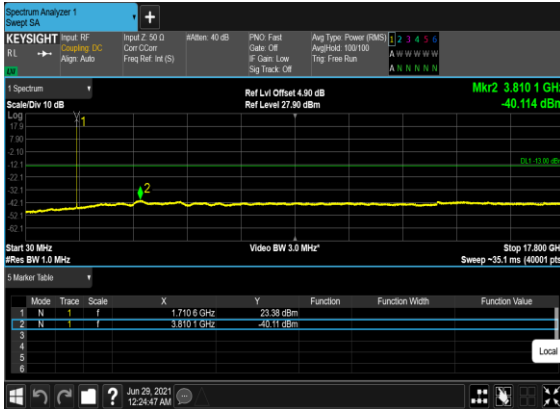 Spectrum Analyzer 1
Swept SA
+
KEYSIGHT
RL
Input: RF
Coupling: DC
Align: Auto
Input Z: 50 Ω
Corr CCorr
Freq Ref: Int (S)
#Atten: 40 dB
PNO: Fast
Gate: Off
IF Gain: Low
Sig Track: Off
Avg Type: Power (RMS)
Avg|Hold: 100/100
Trig: Free Run
1 2 3 4 5 6
A W W W W W
A N N N N N
1 Spectrum
Scale/Div 10 dB
Ref Lvl Offset 4.90 dB
Ref Level 27.90 dBm
Mkr2 3.810 1 GHz
-40.114 dBm
Log
17.9
7.90
-2.10
-12.1
-22.1
-32.1
-42.1
-52.1
-62.1
1
2
DL1 -13.00 dBm
Start 30 MHz
#Res BW 1.0 MHz
Video BW 3.0 MHz*
Stop 17.800 GH
Sweep ~35.1 ms (40001 pts
5 Marker Table
Mode Trace Scale X Y Function Function Width Function Value
1 N 1 f 1.710 6 GHz 23.38 dBm
2 N 1 f 3.810 1 GHz -40.11 dBm
3
4
5
6
Local
?
Jun 29, 2021
12:24:47 AM